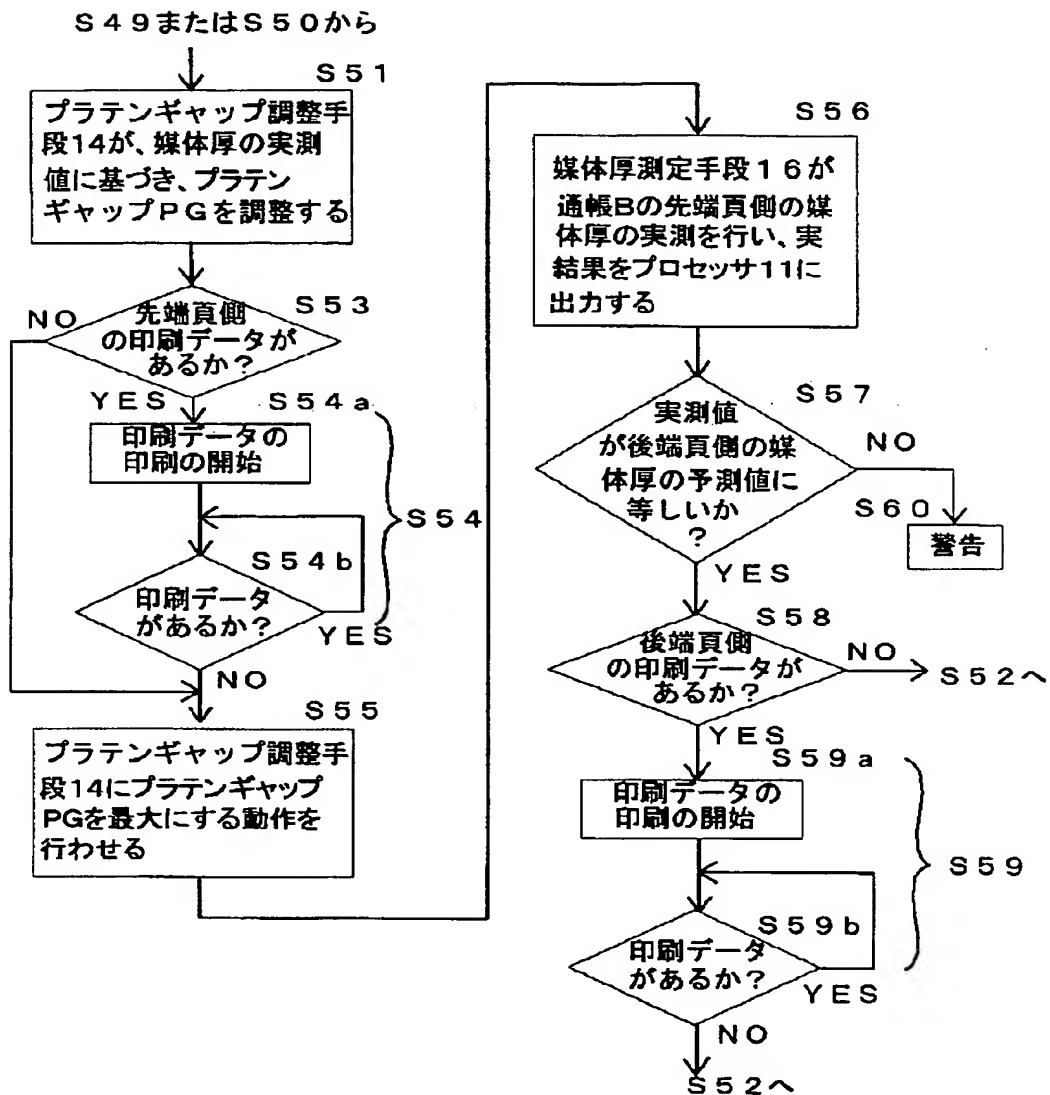 S49またはS50から
S51
プラテンギャップ調整手
段14が、媒体厚の実測
値に基づき、プラテン
ギャップPGを調整する
S53
先端頁側
の印刷データが
あるか?
NO
YES
S54a
印刷データの
印刷の開始
S54
S54b
印刷データ
があるか?
YES
NO
S55
プラテンギャップ調整手
段14にプラテンギャップ
PGを最大にする動作を
行わせる
S56
媒体厚測定手段16が
通帳Bの先端頁側の媒
体厚の実測を行い、実
結果をプロセッサ11に
出力する
S57
実測値
が後端頁側の媒
体厚の予測値に
等しいか
?
NO
S60
警告
YES
S58
後端頁側
の印刷データが
あるか?
NO
S52へ
YES
S59a
印刷データの
印刷の開始
S59
S59b
印刷データ
があるか?
YES
NO
S52へ